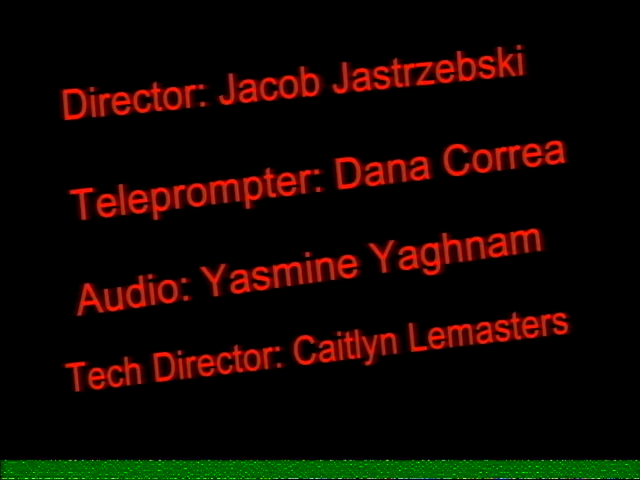 Director: Jacob Jastrzebski
Teleprompter: Dana Correa
Audio: Yasmine Yaghnam
Tech Director: Caitlyn Lemasters